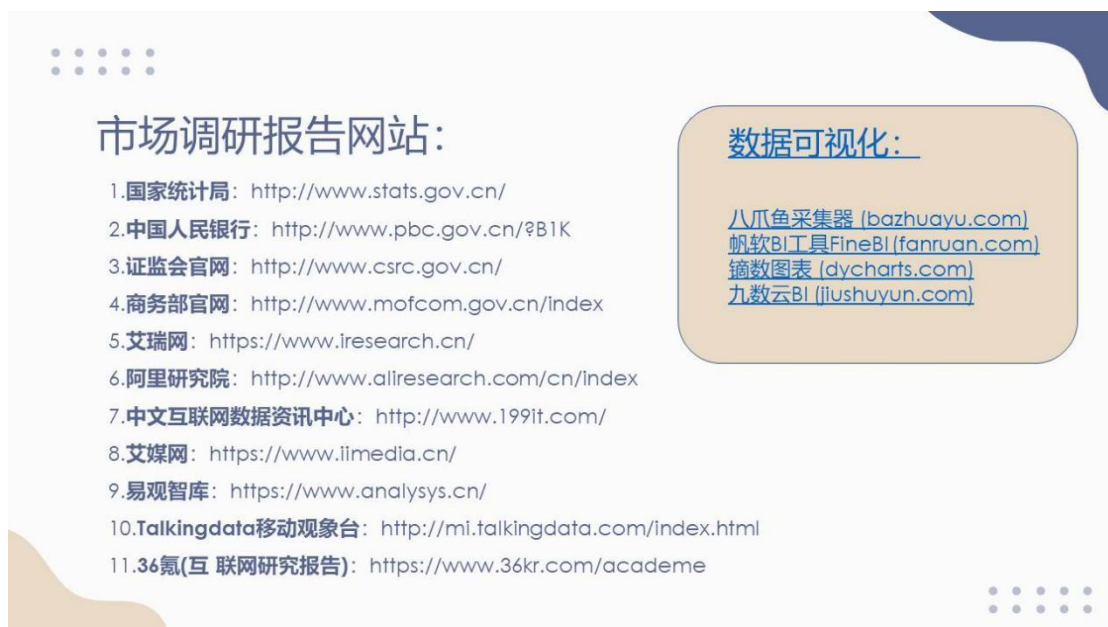 市场调研报告网站：
1.国家统计局：http://www.stats.gov.cn/
2.中国人民银行：http://www.pbc.gov.cn/?B1K
3.证监会官网：http://www.csrc.gov.cn/
4.商务部官网：http://www.mofcom.gov.cn/index
5.艾瑞网：https://www.iresearch.cn/
6.阿里研究院：http://www.aliresearch.com/cn/index
7.中文互联网数据资讯中心：http://www.199it.com/
8.艾媒网：https://www.iimedia.cn/
9.易观智库：https://www.analysys.cn/
10.Talkingdata移动观象台：http://mi.talkingdata.com/index.html
11.36氪(互 联网研究报告)：https://www.36kr.com/academe
数据可视化：
八爪鱼采集器 (bazhuayu.com)
帆软BI工具FineBI(fanruan.com)
镝数图表 (dycharts.com)
九数云BI (jiushuyun.com)